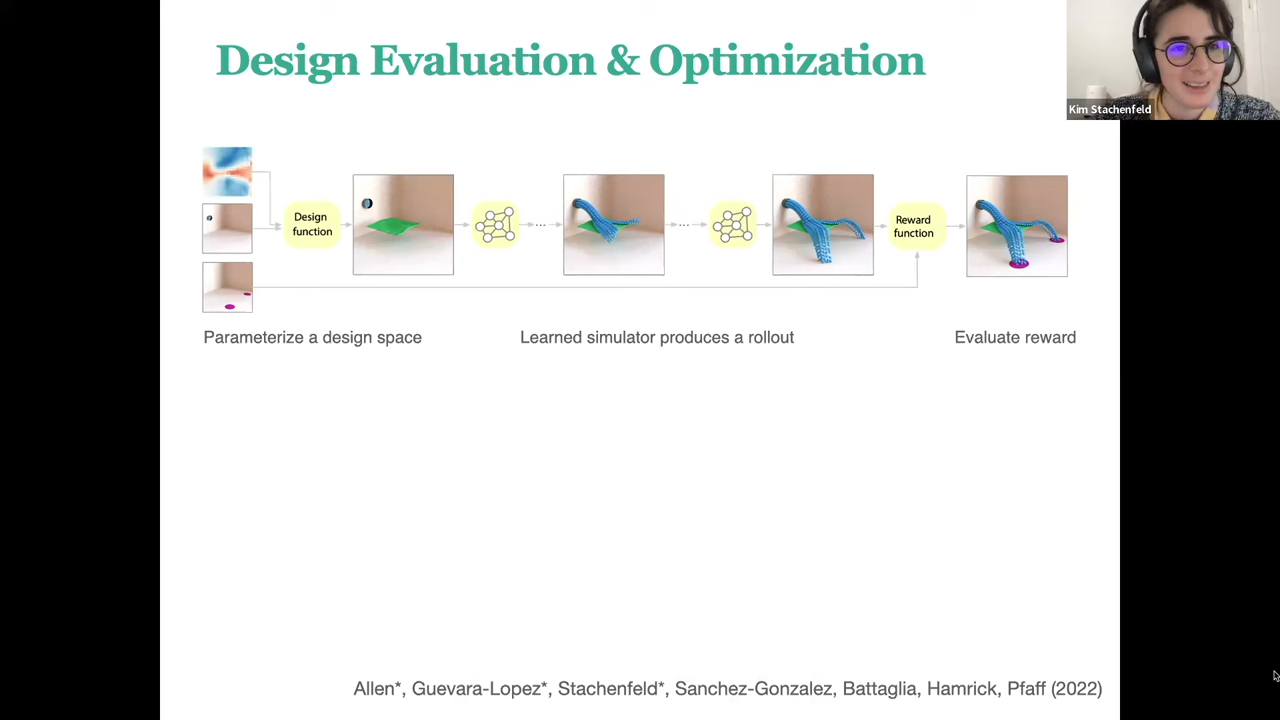 Design Evaluation & Optimization
Kim Stachenfeld
Design
function
Reward
function
...
...
Parameterize a design space
Learned simulator produces a rollout
Evaluate reward
Allen*, Guevara-Lopez*, Stachenfeld*, Sanchez-Gonzalez, Battaglia, Hamrick, Pfaff (2022)